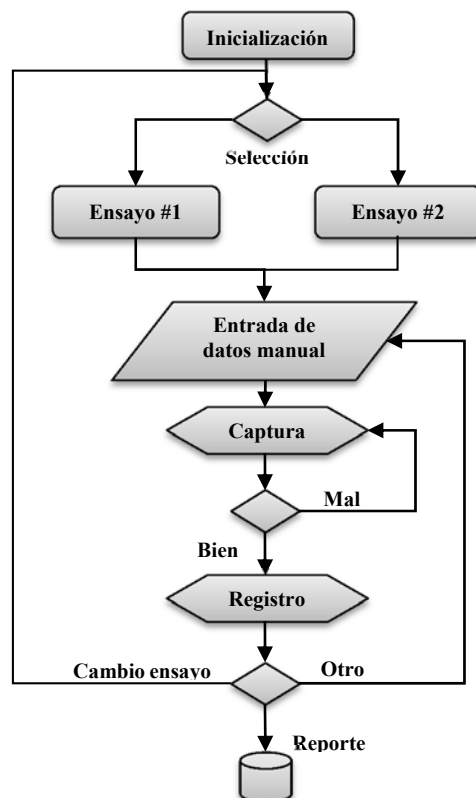 Inicialización
Selección
Ensayo #1
Ensayo #2
Entrada de
datos manual
Captura
Mal
Bien
Registro
Cambio ensayo
Otro
Reporte